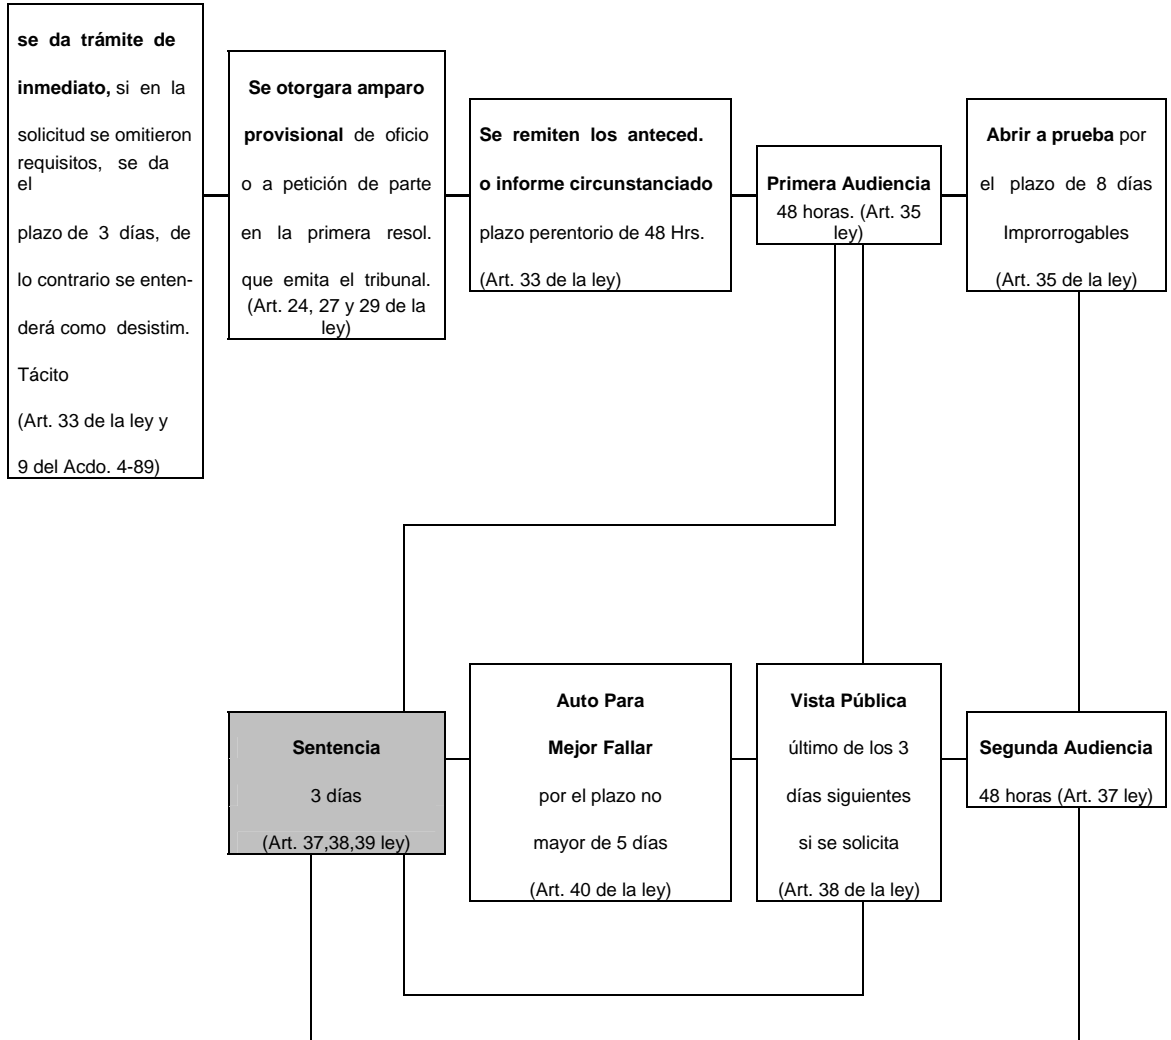 se da trámite de
inmediato, si en la
solicitud se omitieron
requisitos, se da
el
plazo de 3 días, de
lo contrario se enten-
derá como desistim.
Tácito
(Art. 33 de la ley y
9 del Acdo. 4-89)
Se otorgara amparo
provisional de oficio
o a petición de parte
en la primera resol.
que emita el tribunal.
(Art. 24, 27 y 29 de la
ley)
Se remiten los anteced.
o informe circunstanciado
plazo perentorio de 48 Hrs.
(Art. 33 de la ley)
Primera Audiencia
48 horas. (Art. 35
ley)
Abrir a prueba por
el plazo de 8 días
Improrrogables
(Art. 35 de la ley)
Sentencia
3 días
(Art. 37,38,39 ley)
Auto Para
Mejor Fallar
por el plazo no
mayor de 5 días
(Art. 40 de la ley)
Vista Pública
último de los 3
días siguientes
si se solicita
(Art. 38 de la ley)
Segunda Audiencia
48 horas (Art. 37 ley)